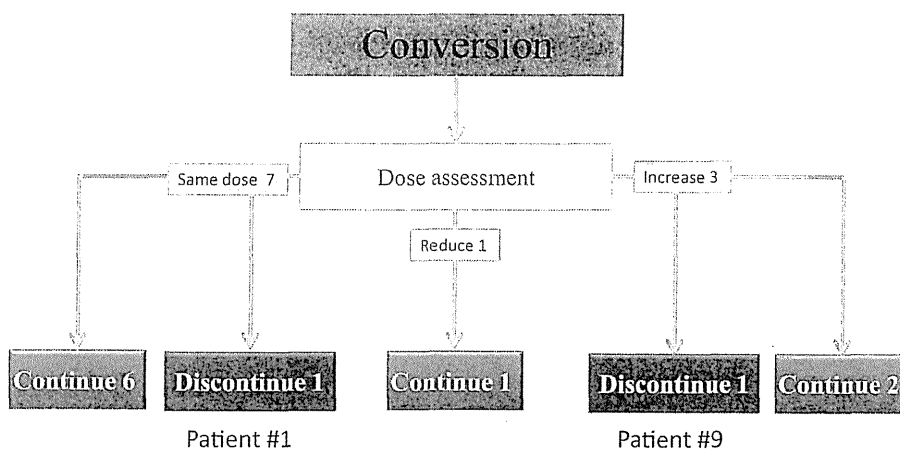 Conversion
Dose assessment
Same dose 7
Increase 3
Reduce 1
Continue 6
Discontinue 1
Continue 1
Discontinue 1
Continue 2
Patient #1
Patient #9